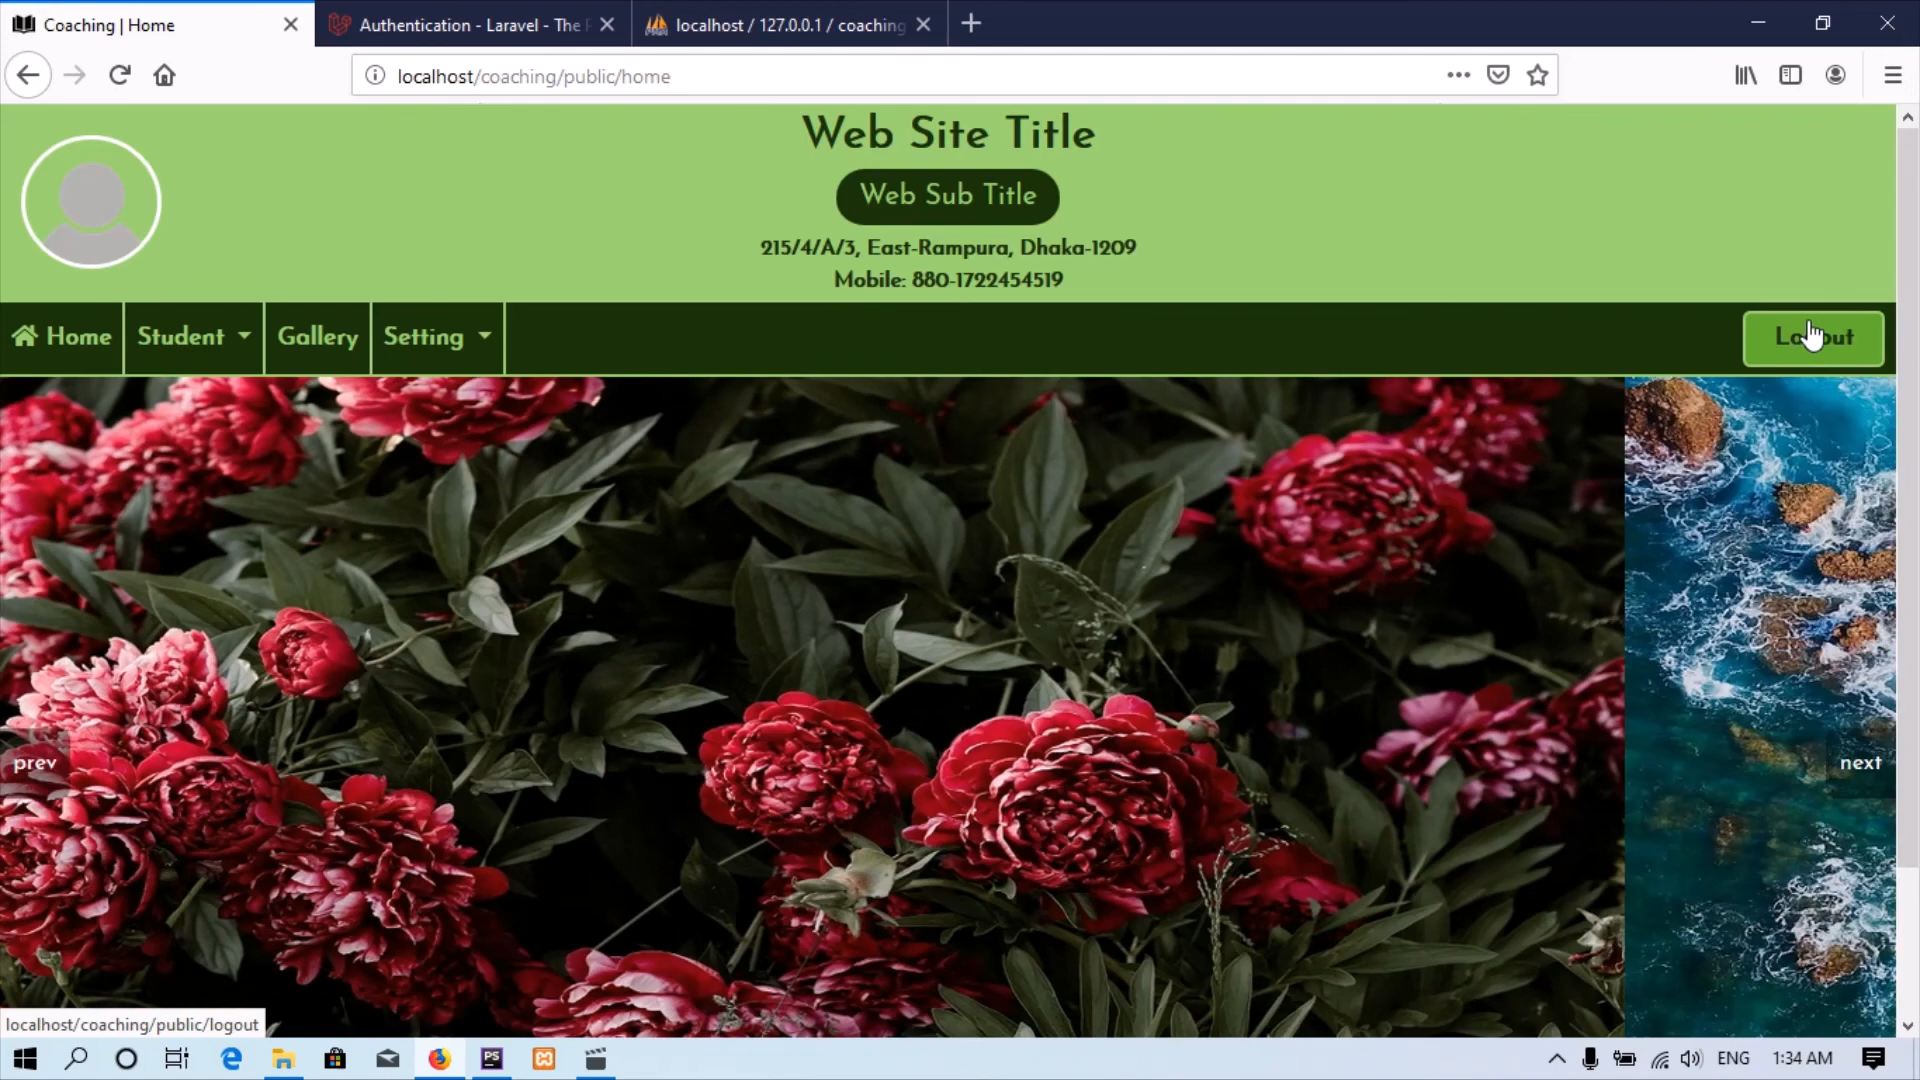 Coaching | Home
Authentication - Laravel - The
localhost / 127.0.0.1 / coaching
localhost/coaching/public/home
Web Site Title
Web Sub Title
215/4/A/3, East-Rampura, Dhaka-1209
Mobile: 880-1722454519
Home
Student
Gallery
Setting
Logout
prev
next
localhost/coaching/public/logout
PS
ENG
1:34 AM